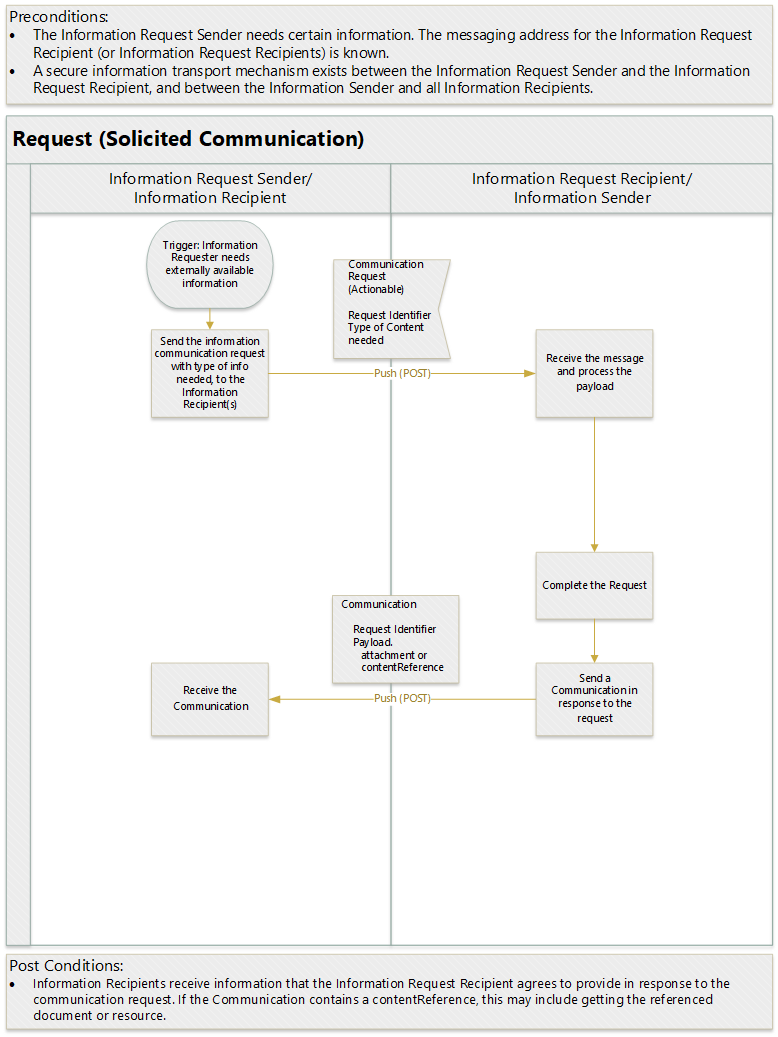 Preconditions:
• The Information Request Sender needs certain information. The messaging address for the Information Request
Recipient (or Information Request Recipients) is known.
• A secure information transport mechanism exists between the Information Request Sender and the Information
Request Recipient, and between the Information Sender and all Information Recipients.
Request (Solicited Communication)
Information Request Sender/
Information Recipient
Information Request Recipient/
Information Sender
Trigger: Information
Requester needs
externally available
information
Communication
Request
(Actionable)
Request Identifier
Type of Content
needed
Send the information
communication request
with type of info
needed, to the
Information
Recipient(s)
Push (POST)
Receive the message
and process the
payload
Complete the Request
Communication
Request Identifier
Payload.
attachment or
contentReference
Send a
Communication in
response to the
request
Push (POST)
Receive the
Communication
Post Conditions:
• Information Recipients receive information that the Information Request Recipient agrees to provide in response to the
communication request. If the Communication contains a contentReference, this may include getting the referenced
document or resource.